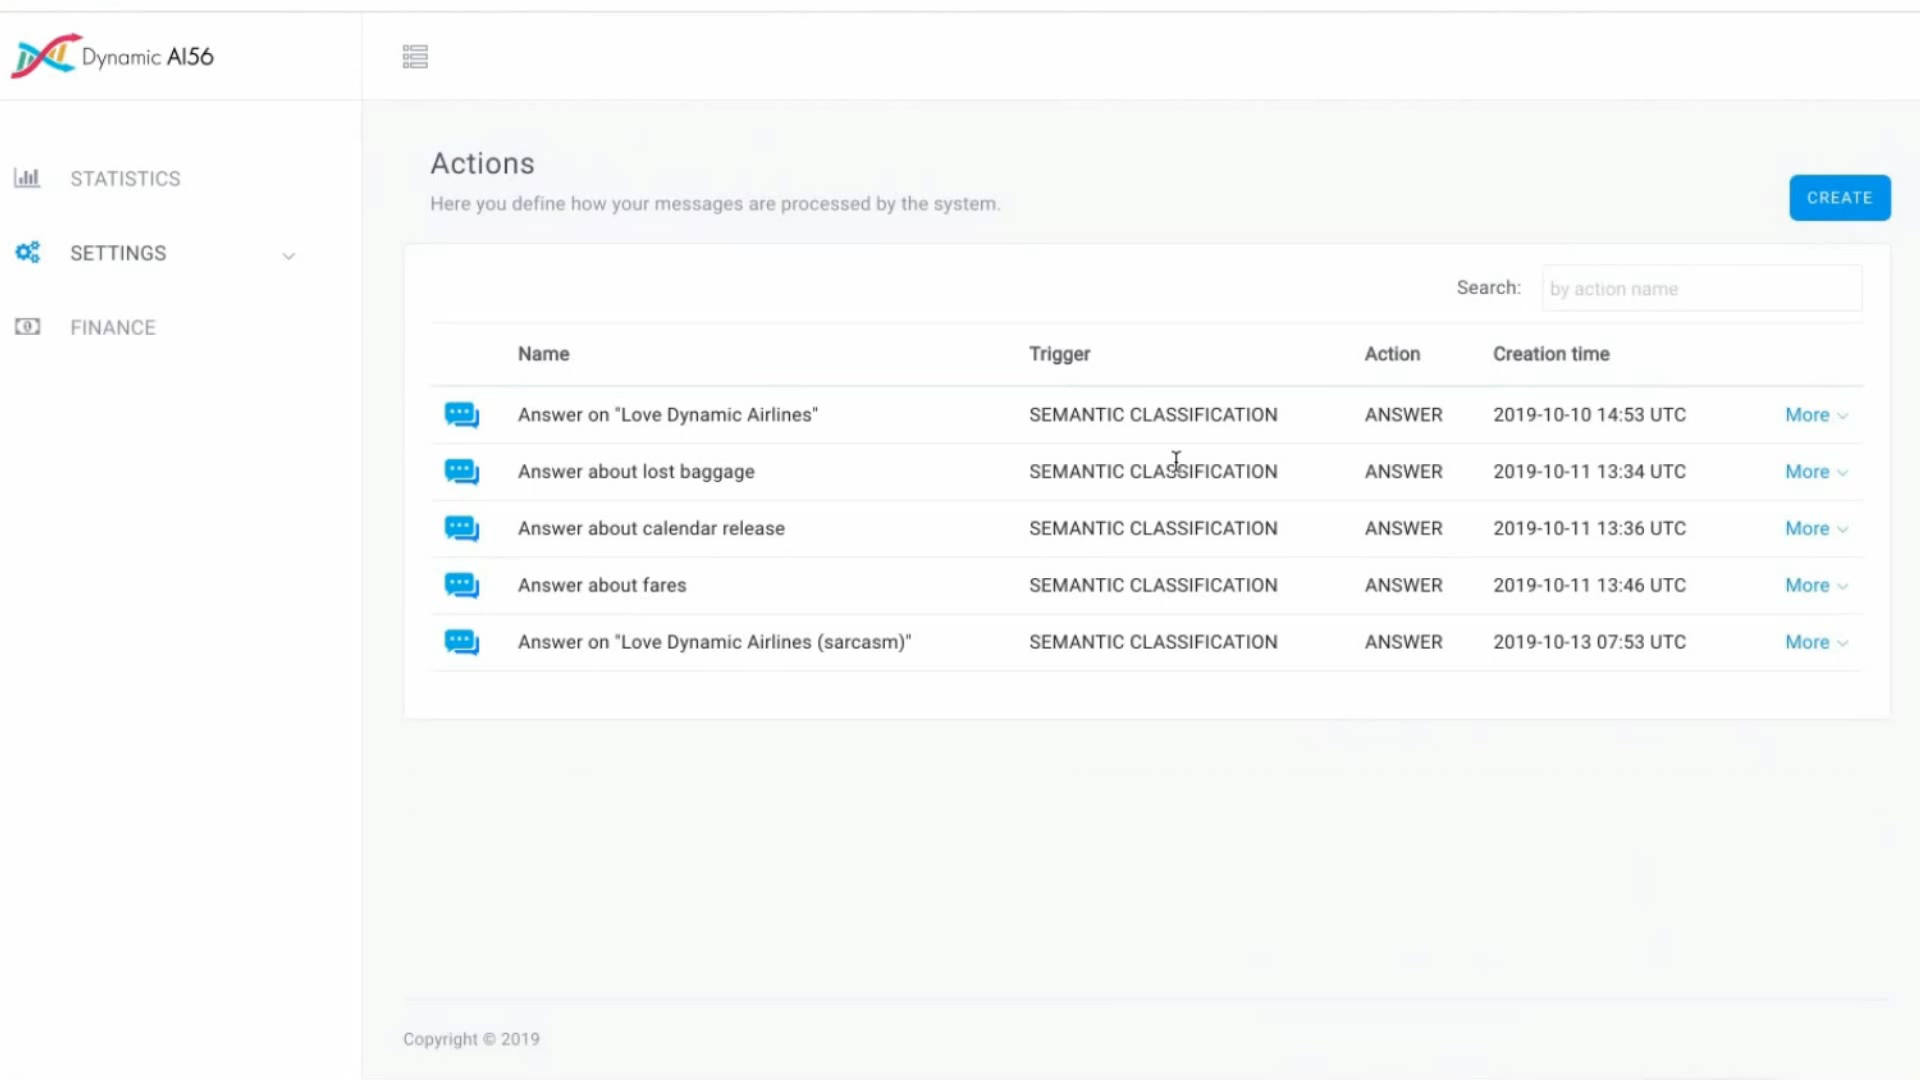 Dynamic AI56
STATISTICS
SETTINGS
FINANCE
Actions
Here you define how your messages are processed by the system.
CREATE
Search: by action name
Name Trigger Action Creation time
Answer on "Love Dynamic Airlines" SEMANTIC CLASSIFICATION ANSWER 2019-10-10 14:53 UTC More
Answer about lost baggage SEMANTIC CLASSIFICATION ANSWER 2019-10-11 13:34 UTC More
Answer about calendar release SEMANTIC CLASSIFICATION ANSWER 2019-10-11 13:36 UTC More
Answer about fares SEMANTIC CLASSIFICATION ANSWER 2019-10-11 13:46 UTC More
Answer on "Love Dynamic Airlines (sarcasm)" SEMANTIC CLASSIFICATION ANSWER 2019-10-13 07:53 UTC More
Copyright © 2019